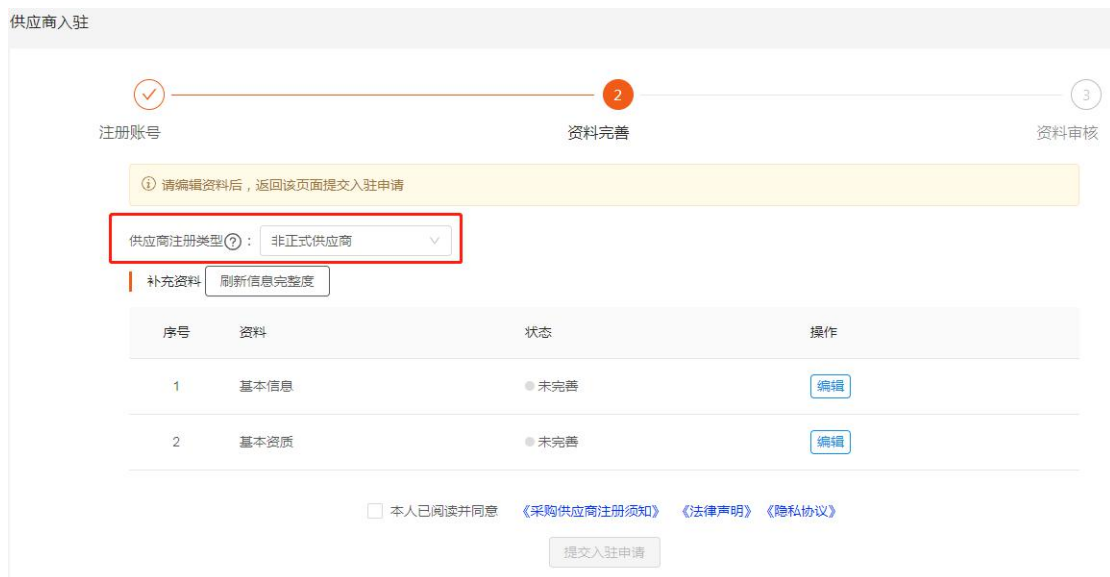 供应商入驻
2
3
注册账号
资料完善
资料审核
请编辑资料后，返回该页面提交入驻申请
供应商注册类型?： 非正式供应商
补充资料 刷新信息完整度
序号 资料 状态 操作
1 基本信息 未完善 编辑
2 基本资质 未完善 编辑
本人已阅读并同意 《采购供应商注册须知》 《法律声明》 《隐私协议》
提交入驻申请